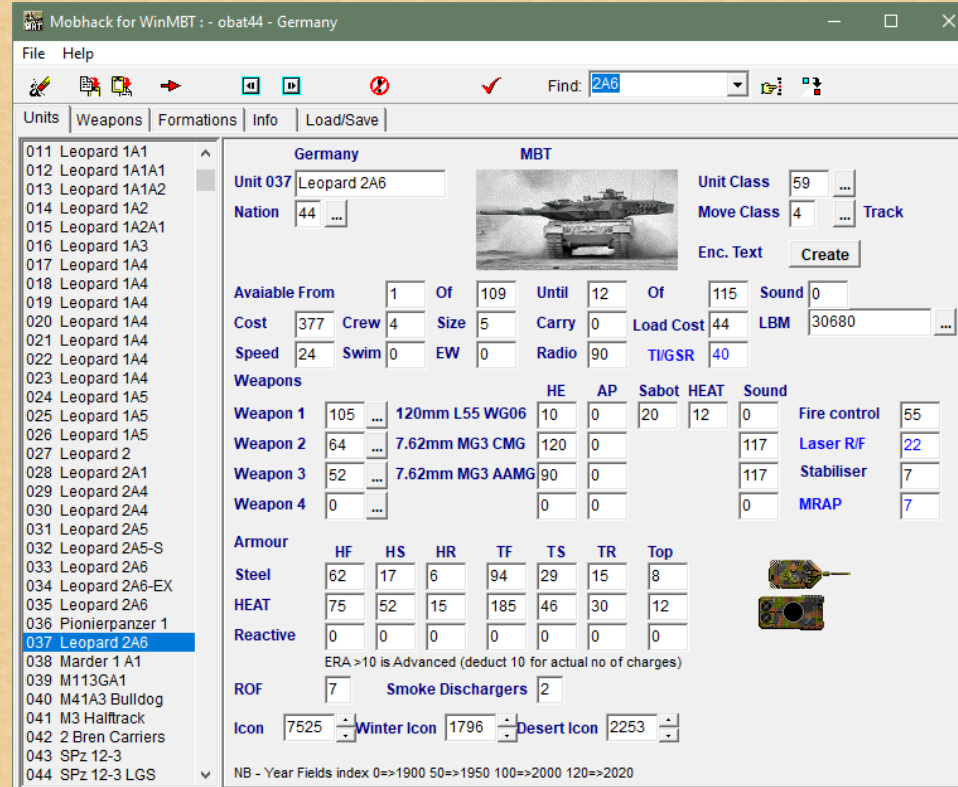 Mobhack for WinMBT : - obat44 - Germany
File Help
Find: 2A6
Units Weapons Formations Info Load/Save
011 Leopard 1A1
012 Leopard 1A1A1
013 Leopard 1A1A2
014 Leopard 1A2
015 Leopard 1A2A1
016 Leopard 1A3
017 Leopard 1A4
018 Leopard 1A4
019 Leopard 1A4
020 Leopard 1A4
021 Leopard 1A4
022 Leopard 1A4
023 Leopard 1A4
024 Leopard 1A5
025 Leopard 1A5
026 Leopard 1A5
027 Leopard 2
028 Leopard 2A1
029 Leopard 2A4
030 Leopard 2A4
031 Leopard 2A5
032 Leopard 2A5-S
033 Leopard 2A6
034 Leopard 2A6-EX
035 Leopard 2A6
036 Pionierpanzer 1
037 Leopard 2A6
038 Marder 1 A1
039 M113GA1
040 M41A3 Bulldog
041 M3 Halftrack
042 2 Bren Carriers
043 SPz 12-3
044 SPz 12-3 LGS
Germany MBT
Unit 037 Leopard 2A6 Unit Class 59 ...
Nation 44 ... Move Class 4 ... Track
Enc. Text Create
Avaiable From 1 Of 109 Until 12 Of 115 Sound 0
Cost 377 Crew 4 Size 5 Carry 0 Load Cost 44 LBM 30680 ...
Speed 24 Swim 0 EW 0 Radio 90 TI/GSR 40
Weapons HE AP Sabot HEAT Sound
Weapon 1 105 ... 120mm L55 WG06 10 0 20 12 0 Fire control 55
Weapon 2 64 ... 7.62mm MG3 CMG 120 0 117 Laser R/F 22
Weapon 3 52 ... 7.62mm MG3 AAMG 90 0 117 Stabiliser 7
Weapon 4 0 ... 0 0 0 MRAP 7
Armour HF HS HR TF TS TR Top
Steel 62 17 6 94 29 15 8
HEAT 75 52 15 185 46 30 12
Reactive 0 0 0 0 0 0 0
ERA >10 is Advanced (deduct 10 for actual no of charges)
ROF 7 Smoke Dischargers 2
Icon 7525 Winter Icon 1796 Desert Icon 2253
NB - Year Fields index 0=>1900 50=>1950 100=>2000 120=>2020